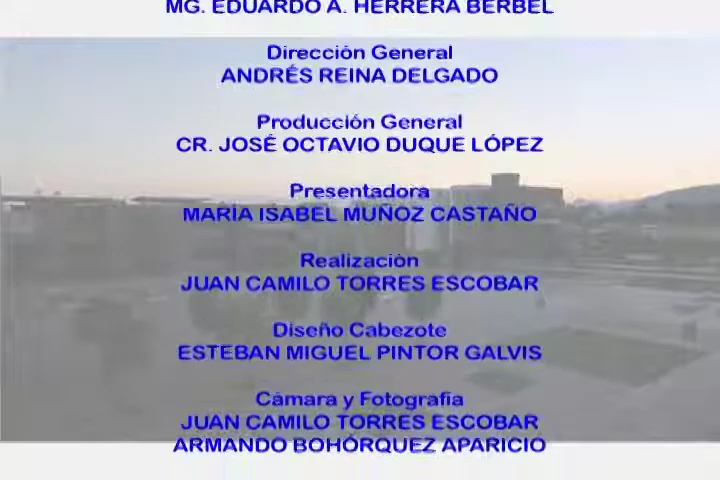 MG. EDUARDO A. HERRERA BERBEL
Dirección General
ANDRÉS REINA DELGADO
Producción General
CR. JOSÉ OCTAVIO DUQUE LÓPEZ
Presentadora
MARÍA ISABEL MUÑOZ CASTAÑO
Realización
JUAN CAMILO TORRES ESCOBAR
Diseño Cabezote
ESTEBAN MIGUEL PINTOR GALVIS
Cámara y Fotografía
JUAN CAMILO TORRES ESCOBAR
ARMANDO BOHÓRQUEZ APARICIO